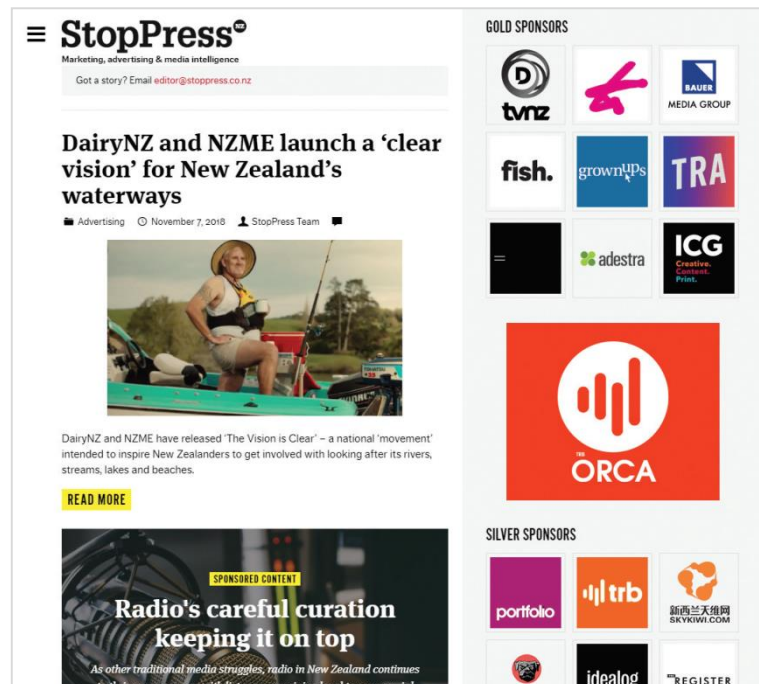 StopPress NZ
Marketing, advertising & media intelligence
Got a story? Email editor@stoppress.co.nz
DairyNZ and NZME launch a ‘clear
vision’ for New Zealand’s
waterways
Advertising November 7, 2018 StopPress Team
DairyNZ and NZME have released ‘The Vision is Clear’ – a national ‘movement’
intended to inspire New Zealanders to get involved with looking after its rivers,
streams, lakes and beaches.
READ MORE
SPONSORED CONTENT
Radio's careful curation
keeping it on top
As other traditional media struggles, radio in New Zealand continues
GOLD SPONSORS
D
tvnz
BAUER
MEDIA GROUP
fish.
grownups
TRA
=
adestra
ICG
Creative.
Content.
Print.
THE
ORCA
SILVER SPONSORS
portfolio
trb
新西兰天维网
SKYKIWI.COM
idealog
REGISTER